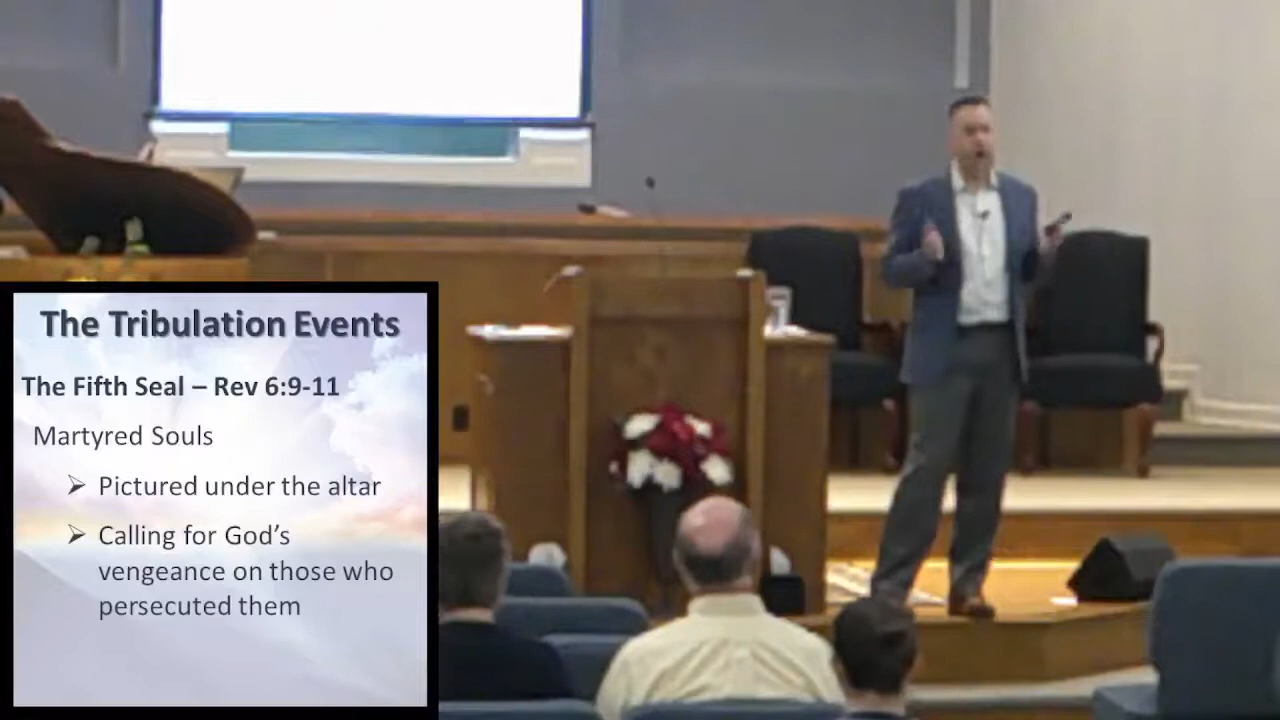 The Tribulation Events
The Fifth Seal – Rev 6:9-11
Martyred Souls
➢ Pictured under the altar
➢ Calling for God’s
vengeance on those who
persecuted them